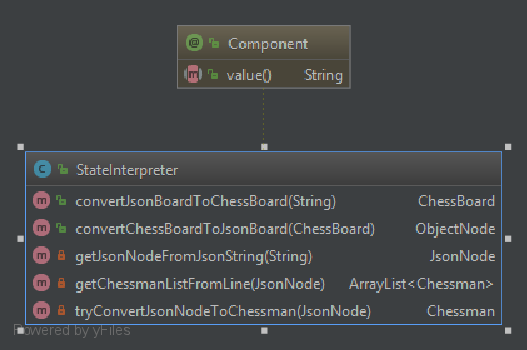 @ Component
m value() String
C StateInterpreter
m convertJsonBoardToChessBoard(String) ChessBoard
m convertChessBoardToJsonBoard(ChessBoard) ObjectNode
m getJsonNodeFromJsonString(String) JsonNode
m getChessmanListFromLine(JsonNode) ArrayList<Chessman>
m tryConvertJsonNodeToChessman(JsonNode) Chessman
Powered by yFiles